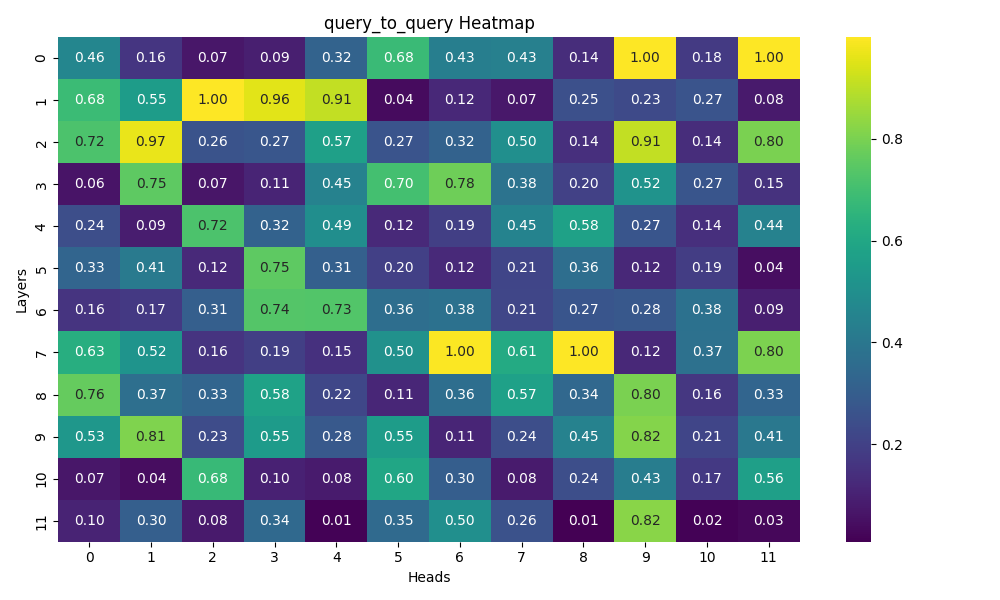 query_to_query Heatmap
0 0.46 0.16 0.07 0.09 0.32 0.68 0.43 0.43 0.14 1.00 0.18 1.00
1 0.68 0.55 1.00 0.96 0.91 0.04 0.12 0.07 0.25 0.23 0.27 0.08
2 0.72 0.97 0.26 0.27 0.57 0.27 0.32 0.50 0.14 0.91 0.14 0.80
3 0.06 0.75 0.07 0.11 0.45 0.70 0.78 0.38 0.20 0.52 0.27 0.15
4 0.24 0.09 0.72 0.32 0.49 0.12 0.19 0.45 0.58 0.27 0.14 0.44
5 0.33 0.41 0.12 0.75 0.31 0.20 0.12 0.21 0.36 0.12 0.19 0.04
6 0.16 0.17 0.31 0.74 0.73 0.36 0.38 0.21 0.27 0.28 0.38 0.09
7 0.63 0.52 0.16 0.19 0.15 0.50 1.00 0.61 1.00 0.12 0.37 0.80
8 0.76 0.37 0.33 0.58 0.22 0.11 0.36 0.57 0.34 0.80 0.16 0.33
9 0.53 0.81 0.23 0.55 0.28 0.55 0.11 0.24 0.45 0.82 0.21 0.41
10 0.07 0.04 0.68 0.10 0.08 0.60 0.30 0.08 0.24 0.43 0.17 0.56
11 0.10 0.30 0.08 0.34 0.01 0.35 0.50 0.26 0.01 0.82 0.02 0.03
0 1 2 3 4 5 6 7 8 9 10 11
Heads
Layers
0.8
0.6
0.4
0.2